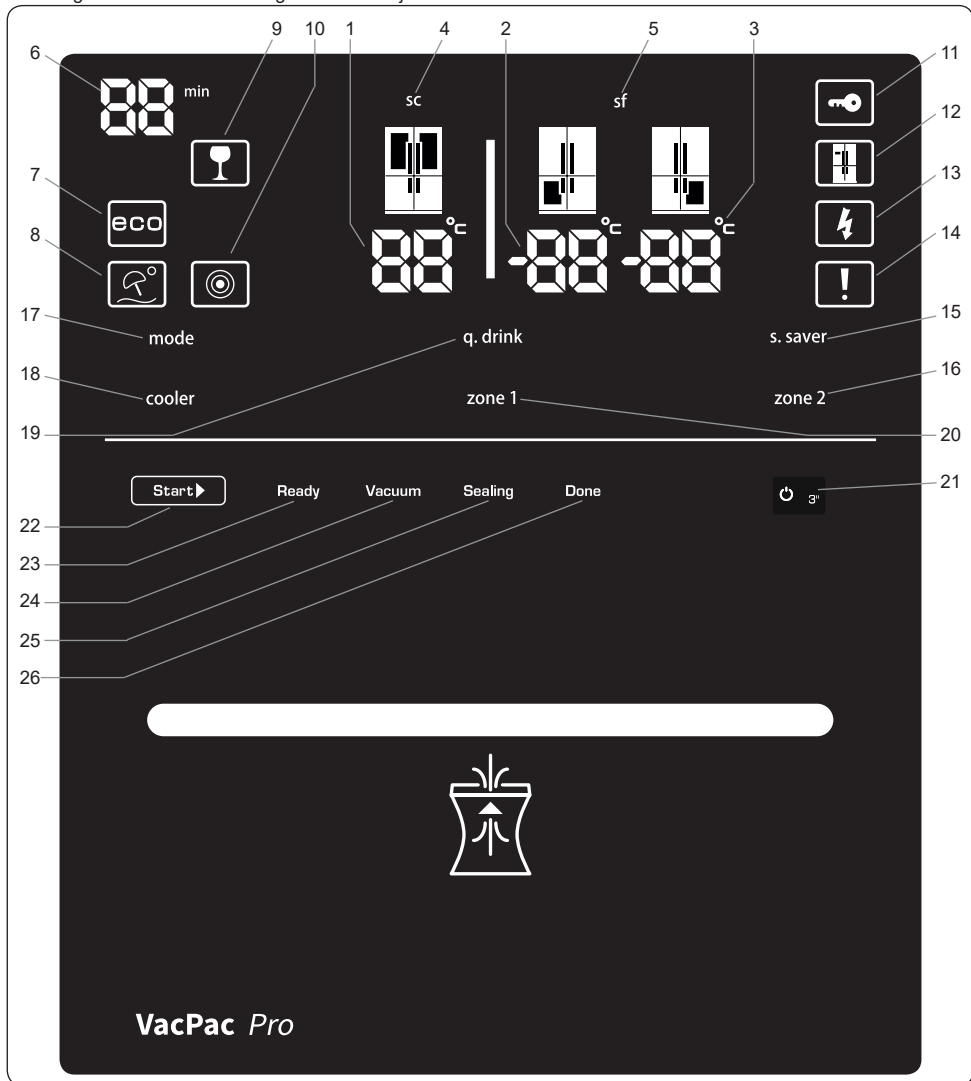 9 10 1 4 2 5 3
6 11
88 min
sc sf
12
7 eco
13
°c °c °c
88 -88 -88
8 14
!
17 15
mode q. drink s. saver
18 16
cooler zone 1 zone 2
19 20
Start Ready Vacuum Sealing Done 3"
21
22
23
24
25
26
VacPac Pro